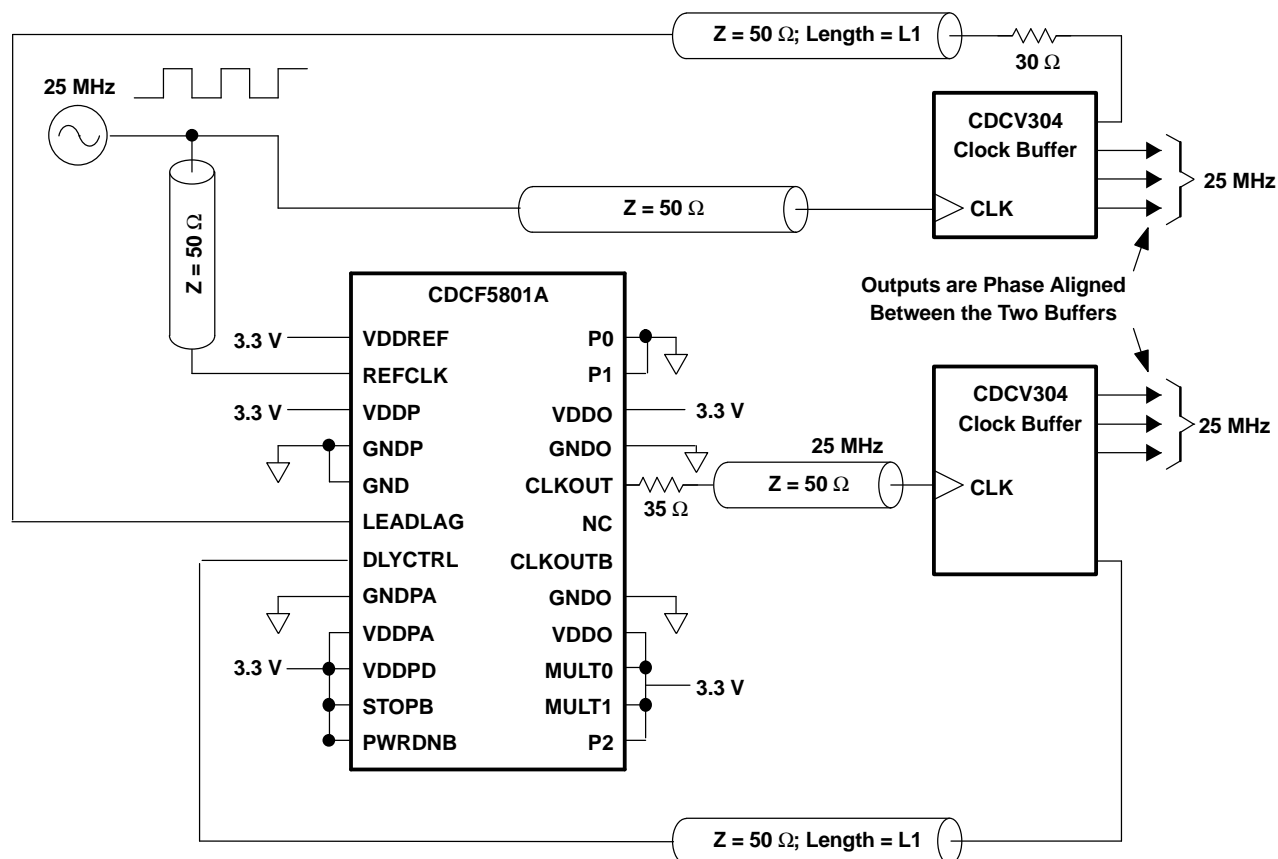 Z = 50 Ω; Length = L1
30 Ω
25 MHz
CDCV304
Clock Buffer
CLK
25 MHz
Z = 50 Ω
Z = 50 Ω
Outputs are Phase Aligned
Between the Two Buffers
CDCF5801A
3.3 V
VDDREF
P0
REFCLK
P1
3.3 V
VDDP
VDDO
3.3 V
GNDP
GNDO
GND
CLKOUT
35 Ω
25 MHz
Z = 50 Ω
CDCV304
Clock Buffer
CLK
25 MHz
LEADLAG
NC
DLYCTRL
CLKOUTB
GNDPA
GNDO
VDDPA
VDDO
3.3 V
VDDPD
MULT0
3.3 V
STOPB
MULT1
PWRDNB
P2
Z = 50 Ω; Length = L1